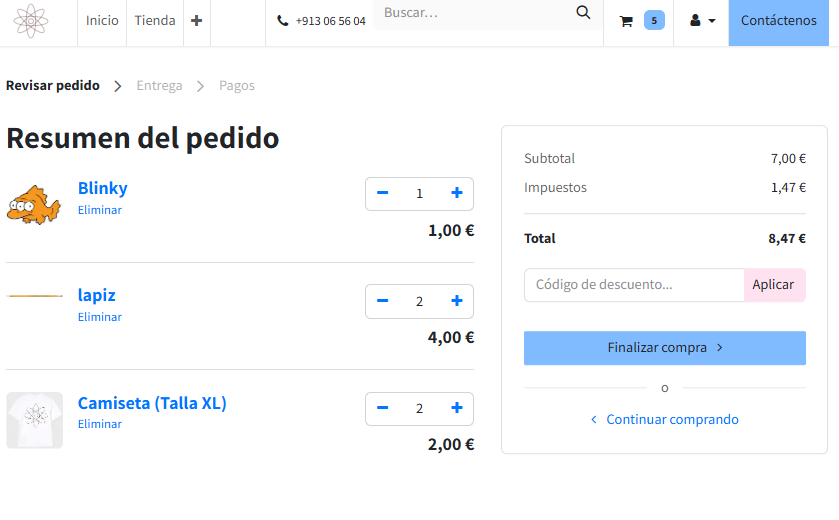 Inicio Tienda +913 06 56 04 Buscar... 5 Contáctenos
Revisar pedido Entrega Pagos
Resumen del pedido
Blinky
Eliminar
1
1,00 €
lapiz
Eliminar
2
4,00 €
Camiseta (Talla XL)
Eliminar
2
2,00 €
Subtotal 7,00 €
Impuestos 1,47 €
Total 8,47 €
Código de descuento... Aplicar
Finalizar compra
o
Continuar comprando